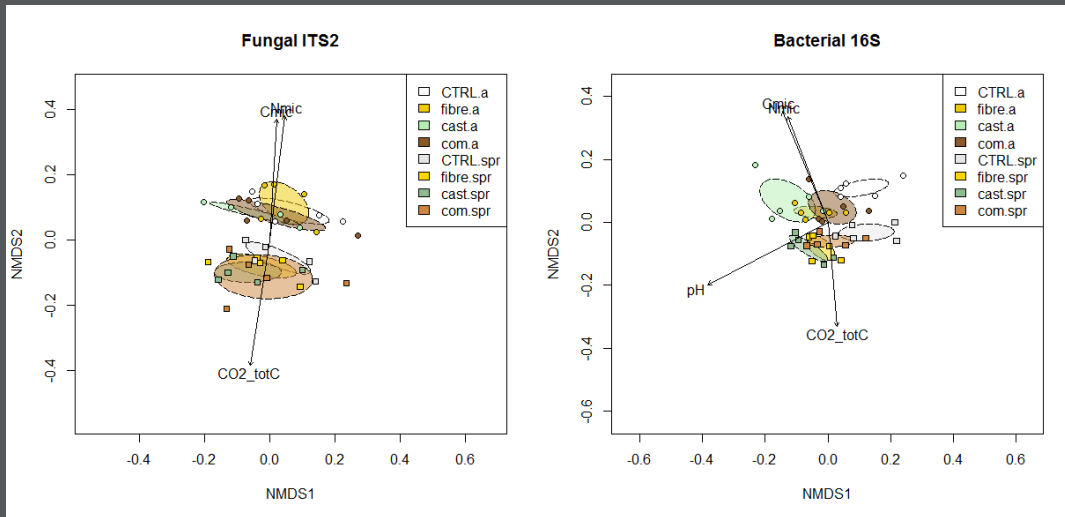 Fungal ITS2
NMDS2
0.4
0.2
0.0
-0.2
-0.4
-0.4
-0.2
0.0
0.2
0.4
0.6
NMDS1
Nmic
Cmic
CO2_totC
CTRL.a
fibre.a
cast.a
com.a
CTRL.spr
fibre.spr
cast.spr
com.spr
Bacterial 16S
NMDS2
0.4
0.2
0.0
-0.2
-0.4
-0.6
-0.6
-0.4
-0.2
0.0
0.2
0.4
0.6
NMDS1
Cmic
Nmic
pH
CO2_totC
CTRL.a
fibre.a
cast.a
com.a
CTRL.spr
fibre.spr
cast.spr
com.spr